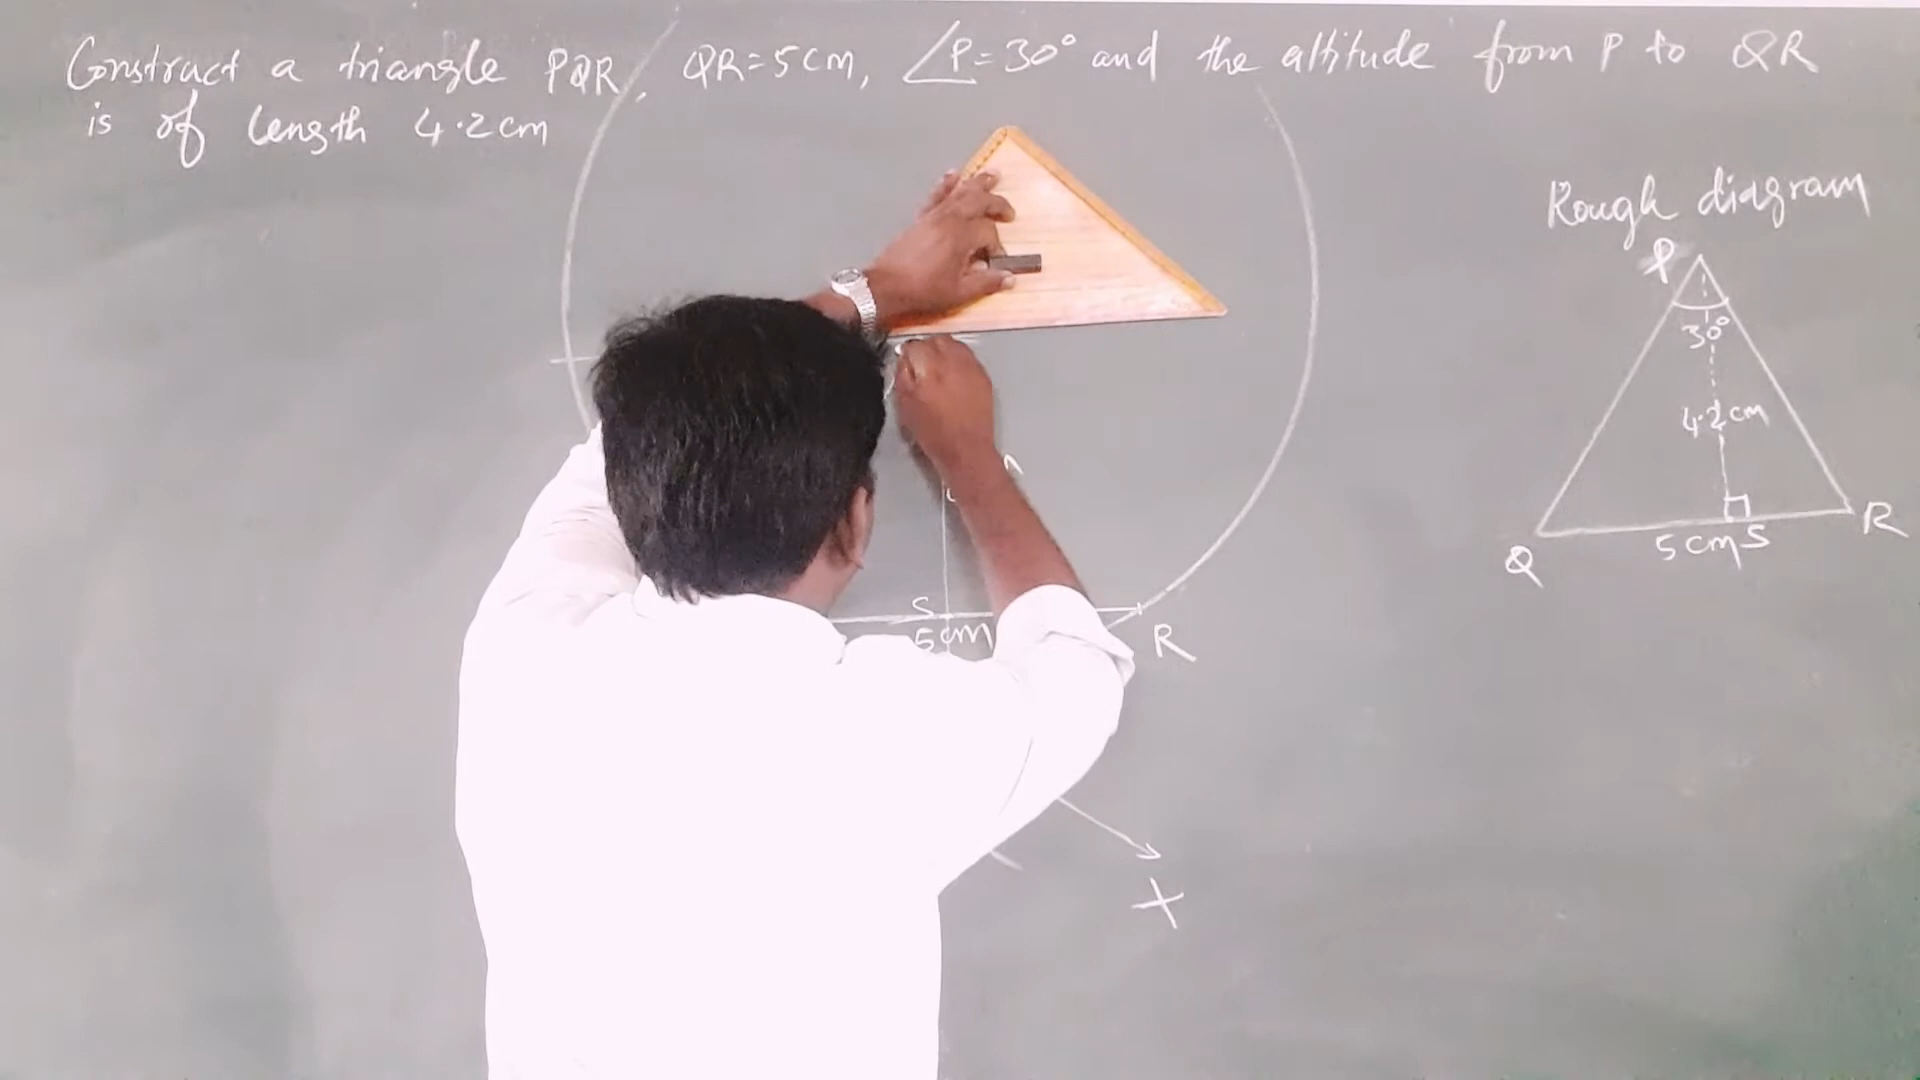 Construct a triangle PQR, QR=5cm, ∠P=30° and the altitude from P to QR
is of length 4.2cm
Rough diagram
P
30°
4.2cm
Q
5cm S
R
S
5cm
R
X